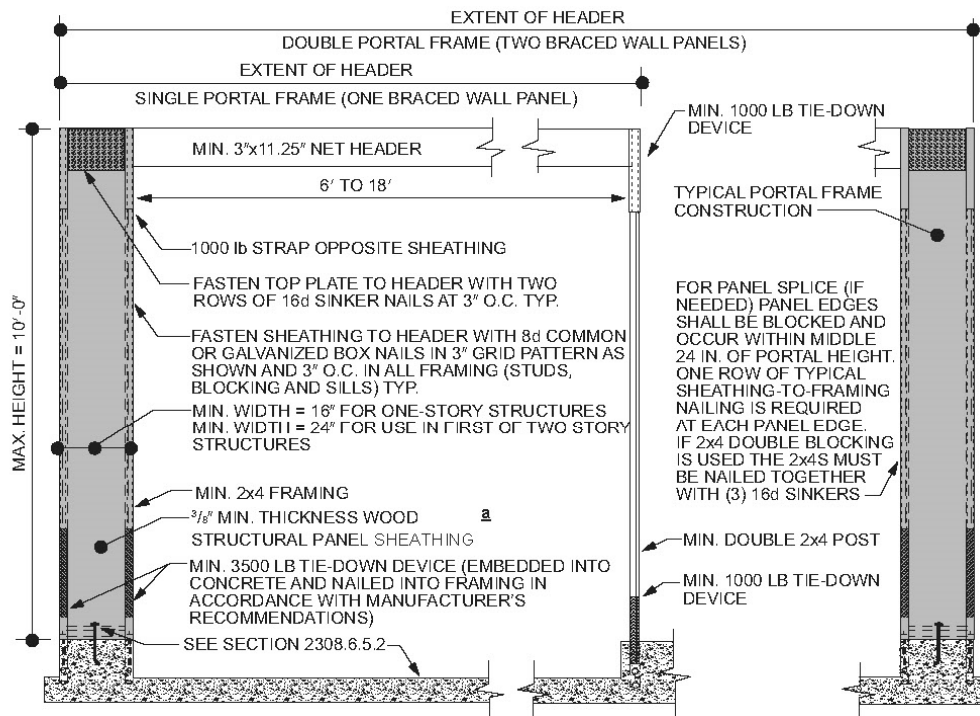 EXTENT OF HEADER
DOUBLE PORTAL FRAME (TWO BRACED WALL PANELS)
EXTENT OF HEADER
SINGLE PORTAL FRAME (ONE BRACED WALL PANEL)
MIN. 1000 LB TIE-DOWN
DEVICE
MIN. 3"x11.25" NET HEADER
6' TO 18'
TYPICAL PORTAL FRAME
CONSTRUCTION
1000 lb STRAP OPPOSITE SHEATHING
FASTEN TOP PLATE TO HEADER WITH TWO
ROWS OF 16d SINKER NAILS AT 3" O.C. TYP.
FASTEN SHEATHING TO HEADER WITH 8d COMMON
OR GALVANIZED BOX NAILS IN 3" GRID PATTERN AS
SHOWN AND 3" O.C. IN ALL FRAMING (STUDS,
BLOCKING AND SILLS) TYP.
MAX. HEIGHT = 10'-0"
MIN. WIDTH = 16" FOR ONE-STORY STRUCTURES
MIN. WIDTH = 24" FOR USE IN FIRST OF TWO STORY
STRUCTURES
FOR PANEL SPLICE (IF
NEEDED) PANEL EDGES
SHALL BE BLOCKED AND
OCCUR WITHIN MIDDLE
24 IN. OF PORTAL HEIGHT.
ONE ROW OF TYPICAL
SHEATHING-TO-FRAMING
NAILING IS REQUIRED
AT EACH PANEL EDGE.
IF 2x4 DOUBLE BLOCKING
IS USED THE 2x4S MUST
BE NAILED TOGETHER
WITH (3) 16d SINKERS
MIN. 2x4 FRAMING
3/8" MIN. THICKNESS WOOD a
STRUCTURAL PANEL SHEATHING
MIN. 3500 LB TIE-DOWN DEVICE (EMBEDDED INTO
CONCRETE AND NAILED INTO FRAMING IN
ACCORDANCE WITH MANUFACTURER'S
RECOMMENDATIONS)
MIN. DOUBLE 2x4 POST
MIN. 1000 LB TIE-DOWN
DEVICE
SEE SECTION 2308.6.5.2